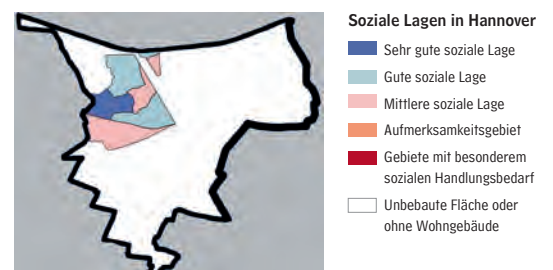 Soziale Lagen in Hannover
Sehr gute soziale Lage
Gute soziale Lage
Mittlere soziale Lage
Aufmerksamkeitsgebiet
Gebiete mit besonderem
sozialen Handlungsbedarf
Unbebaute Fläche oder
ohne Wohngebäude